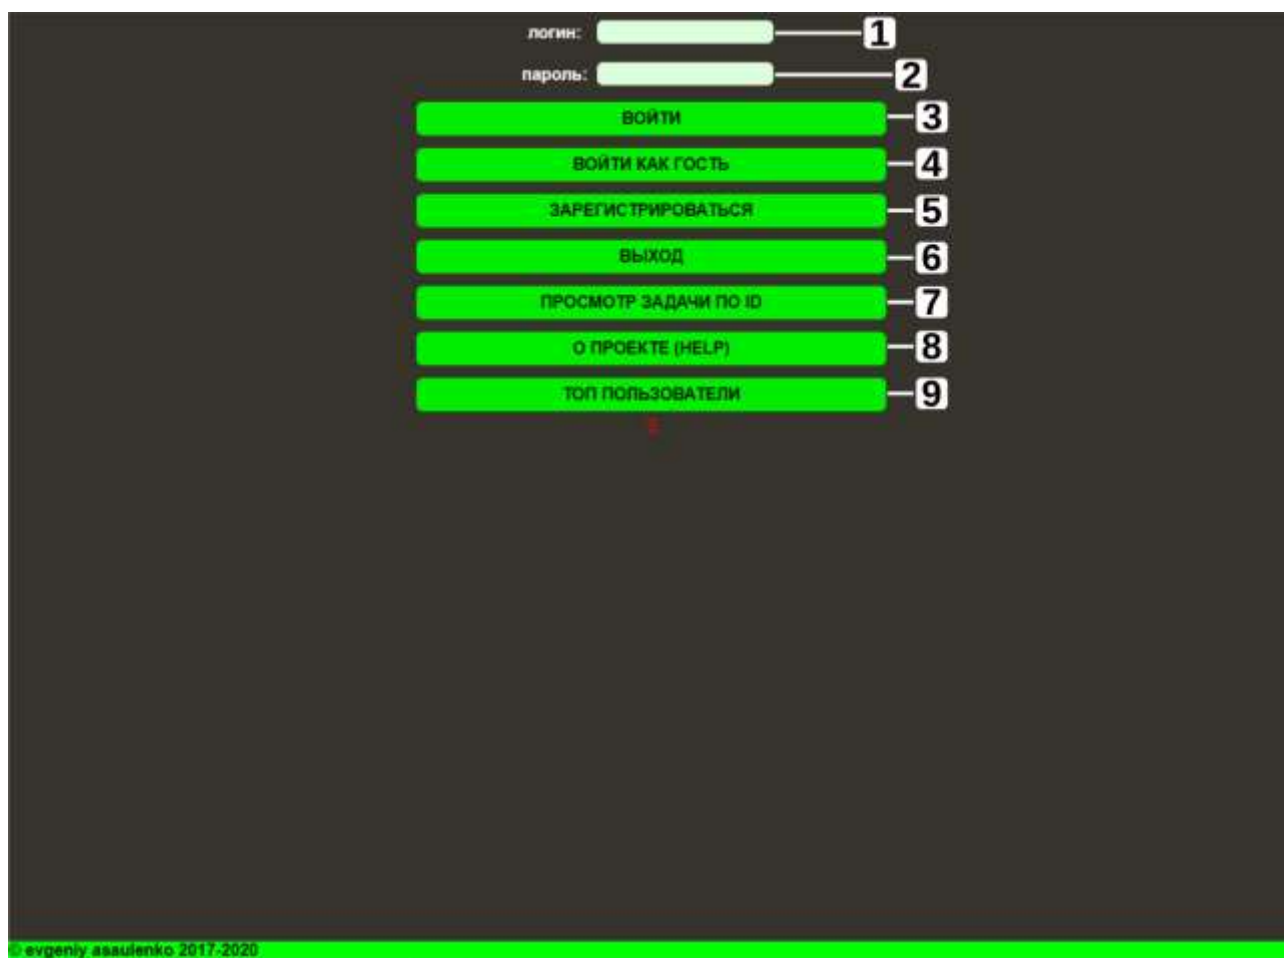 логин: 1
пароль: 2
ВОЙТИ 3
ВОЙТИ КАК ГОСТЬ 4
ЗАРЕГИСТРИРОВАТЬСЯ 5
ВЫХОД 6
ПРОСМОТР ЗАДАЧИ ПО ID 7
О ПРОЕКТЕ (HELP) 8
ТОП ПОЛЬЗОВАТЕЛИ 9
© evgeniy asaulenko 2017-2020